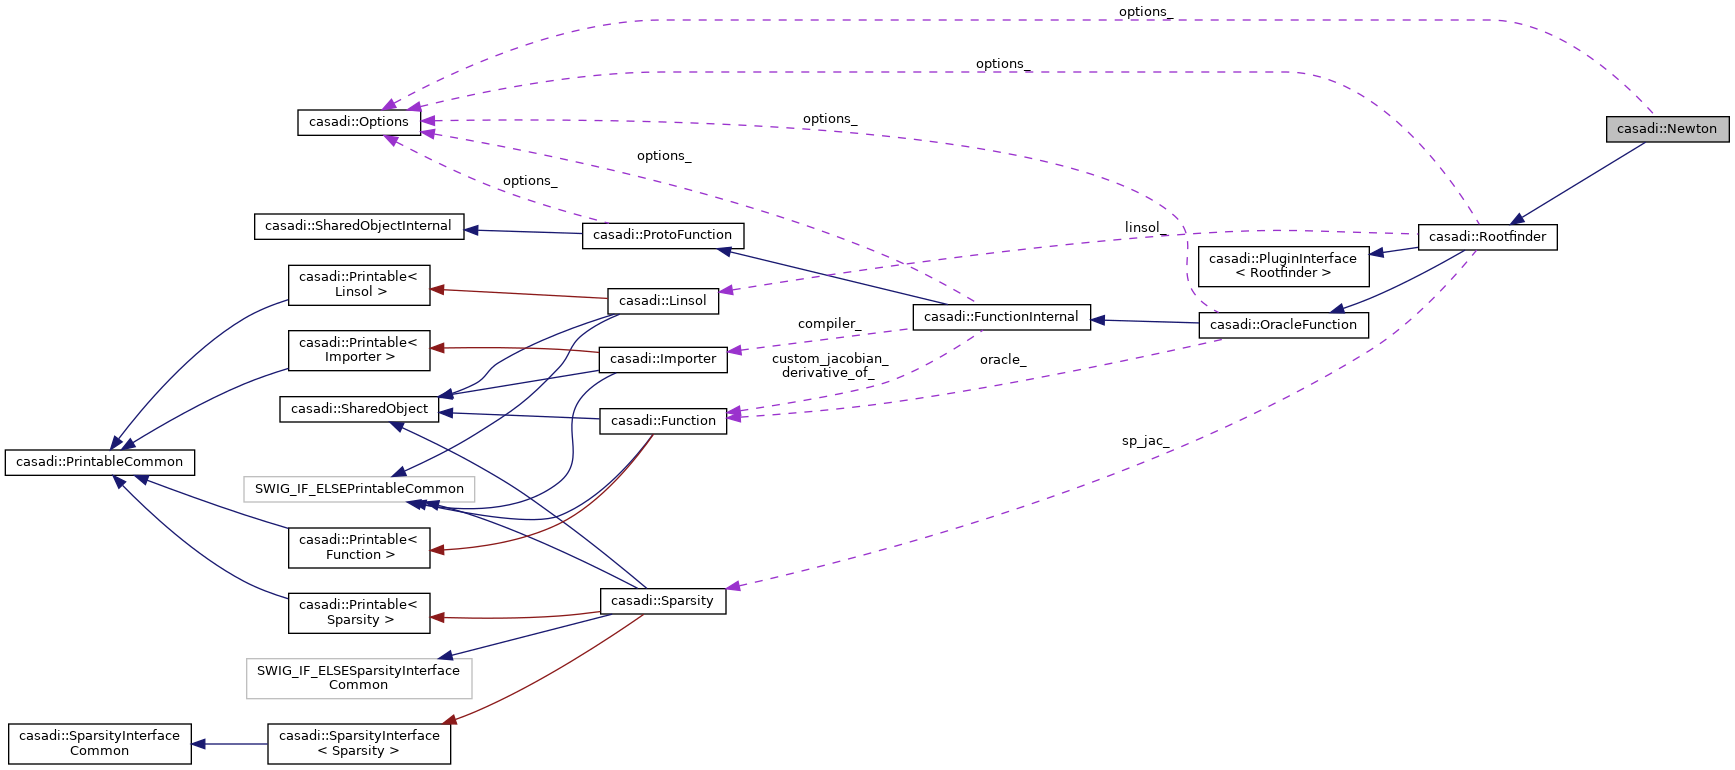 options_
options_
casadi::Options
options_
casadi::Newton
options_
options_
casadi::SharedObjectInternal
casadi::ProtoFunction
linsol_
casadi::Rootfinder
casadi::PluginInterface
< Rootfinder >
casadi::Printable<
Linsol >
casadi::Linsol
casadi::FunctionInternal
casadi::OracleFunction
compiler_
casadi::Printable<
Importer >
casadi::Importer
custom_jacobian_
derivative_of_
oracle_
casadi::SharedObject
casadi::Function
sp_jac_
casadi::PrintableCommon
SWIG_IF_ELSEPrintableCommon
casadi::Printable<
Function >
casadi::Printable<
Sparsity >
casadi::Sparsity
SWIG_IF_ELSESparsityInterface
Common
casadi::SparsityInterface
Common
casadi::SparsityInterface
< Sparsity >